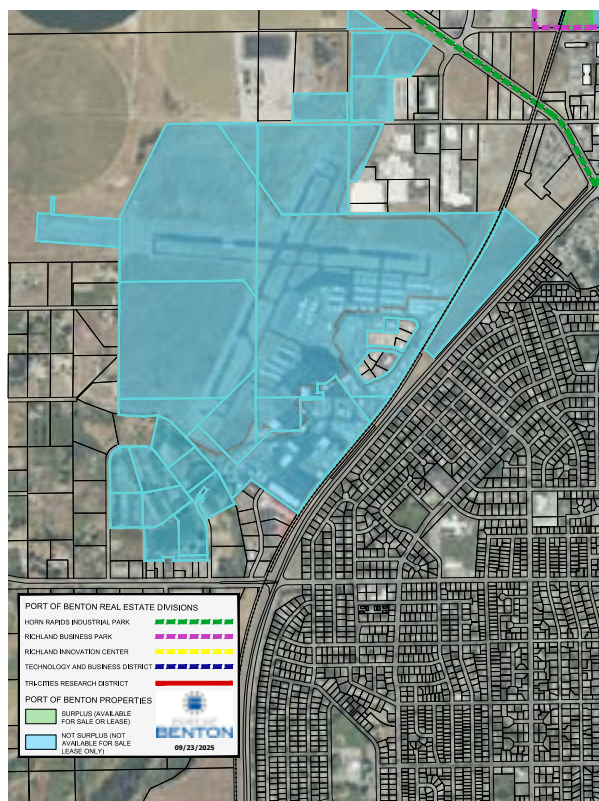 PORT OF BENTON REAL ESTATE DIVISIONS
HORN RAPIDS INDUSTRIAL PARK
RICHLAND BUSINESS PARK
RICHLAND INNOVATION CENTER
TECHNOLOGY AND BUSINESS DISTRICT
TRI-CITIES RESEARCH DISTRICT
PORT OF BENTON PROPERTIES
SURPLUS (AVAILABLE
FOR SALE OR LEASE)
NOT SURPLUS (NOT
AVAILABLE FOR SALE
LEASE ONLY)
PORT OF
BENTON
09/23/2025